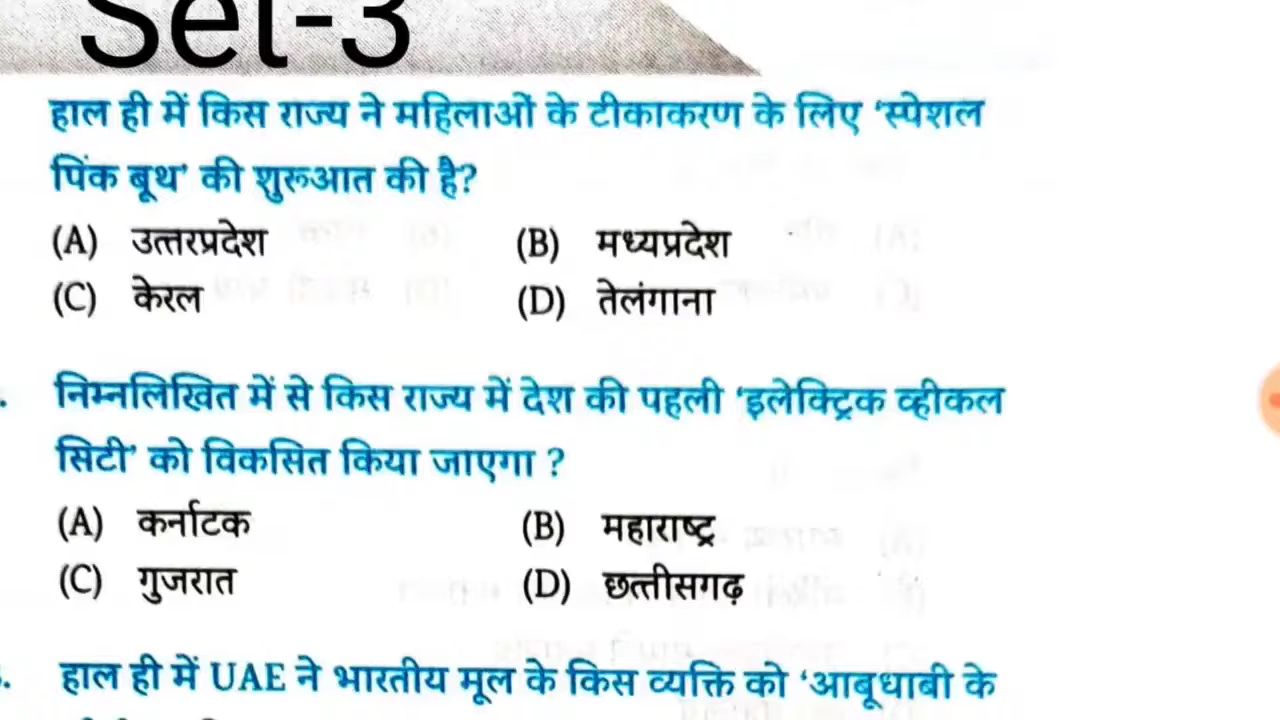 Set-3
हाल ही में किस राज्य ने महिलाओं के टीकाकरण के लिए ‘स्पेशल
पिंक बूथ’ की शुरूआत की है?
(A) उत्तरप्रदेश (B) मध्यप्रदेश
(C) केरल (D) तेलंगाना
निम्नलिखित में से किस राज्य में देश की पहली ‘इलेक्ट्रिक व्हीकल
सिटी’ को विकसित किया जाएगा ?
(A) कर्नाटक (B) महाराष्ट्र
(C) गुजरात (D) छत्तीसगढ़
हाल ही में UAE ने भारतीय मूल के किस व्यक्ति को ‘आबूधाबी के